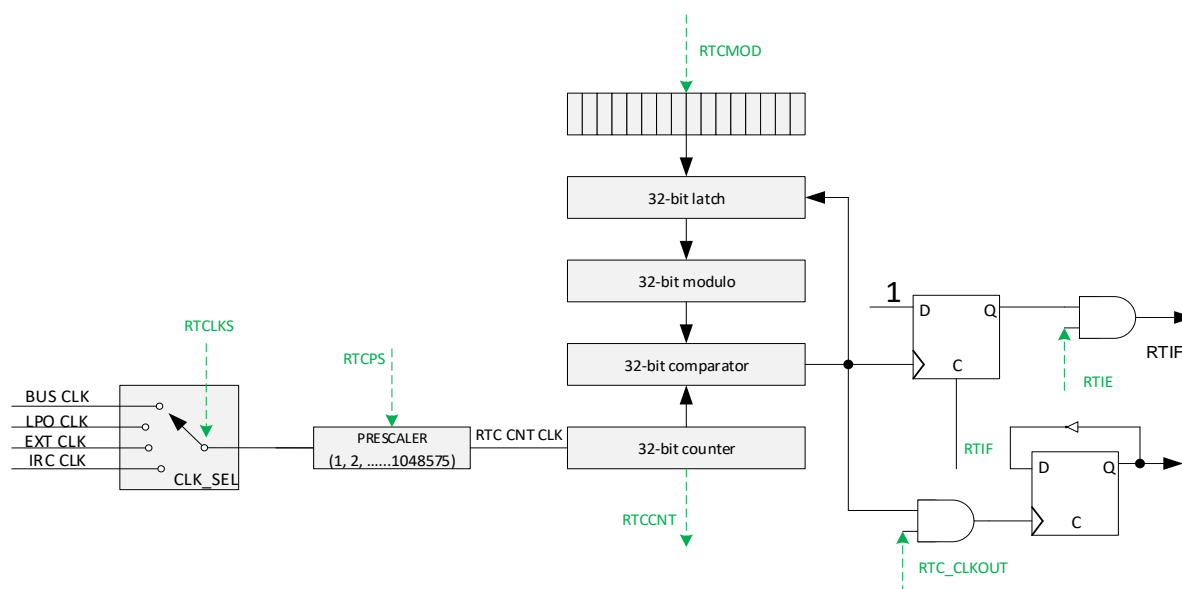 RTCMOD
32-bit latch
32-bit modulo
1
D
Q
C
RTIF
RTIE
RTCLKS
RTCPS
32-bit comparator
BUS CLK
LPO CLK
EXT CLK
IRC CLK
CLK_SEL
PRESCALER
(1, 2, ......1048575)
RTC CNT CLK
32-bit counter
RTIF
D
Q
C
RTCCNT
RTC_CLKOUT